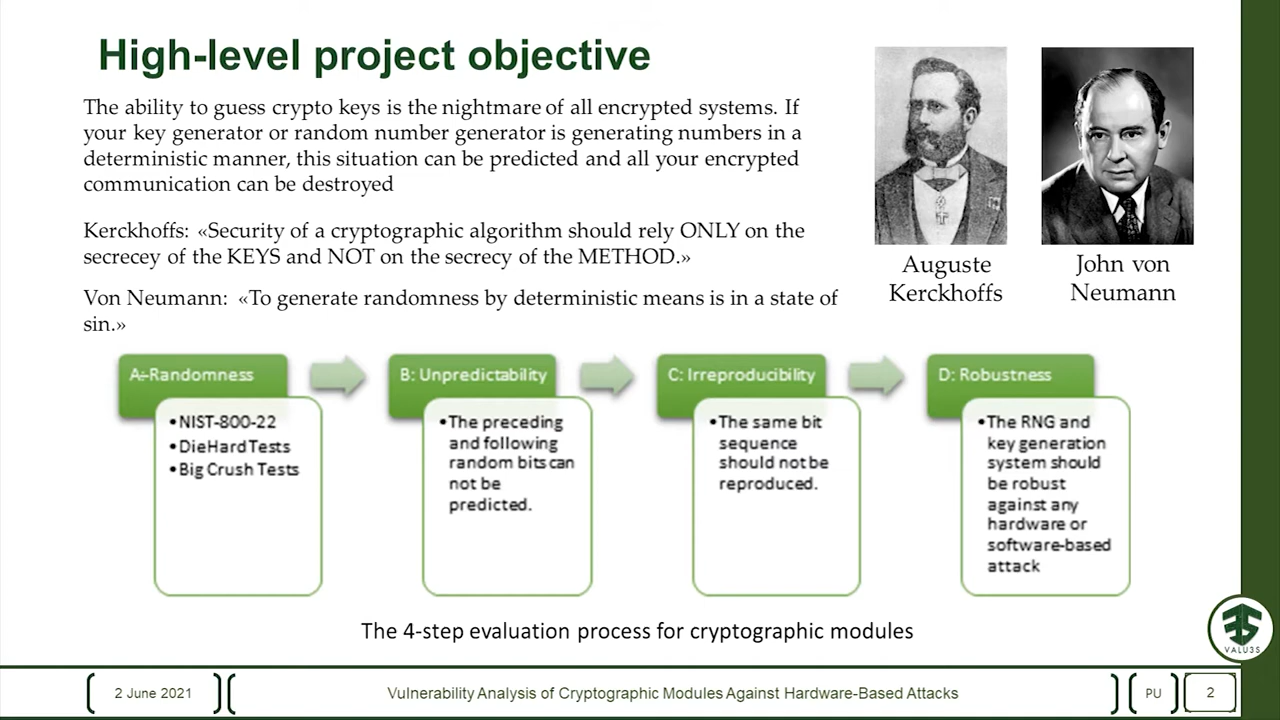 High-level project objective
The ability to guess crypto keys is the nightmare of all encrypted systems. If
your key generator or random number generator is generating numbers in a
deterministic manner, this situation can be predicted and all your encrypted
communication can be destroyed
Kerckhoffs: «Security of a cryptographic algorithm should rely ONLY on the
secrecey of the KEYS and NOT on the secrecy of the METHOD.»
Von Neumann: «To generate randomness by deterministic means is in a state of
sin.»
Auguste
Kerckhoffs
John von
Neumann
A:-Randomness
•NIST-800-22
•DieHardTests
•Big Crush Tests
B: Unpredictability
•The preceding
and following
random bits can
not be
predicted.
C: Irreproducibility
•The same bit
sequence
should not be
reproduced.
D: Robustness
•The RNG and
key generation
system should
be robust
against any
hardware or
software-based
attack
The 4-step evaluation process for cryptographic modules
VALU3S
2 June 2021
Vulnerability Analysis of Cryptographic Modules Against Hardware-Based Attacks
PU
2